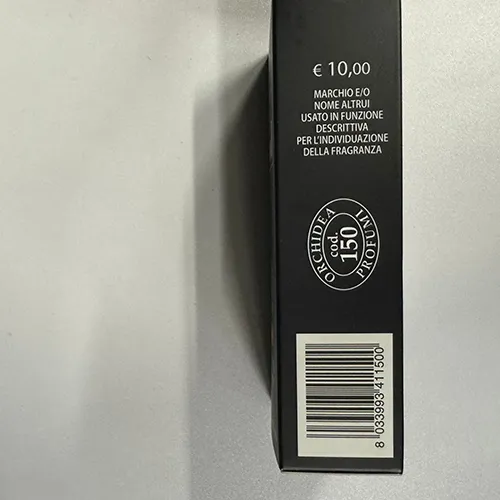 € 10,00
MARCHIO E/O
NOME ALTRUI
USATO IN FUNZIONE
DESCRITTIVA
PER L'INDIVIDUAZIONE
DELLA FRAGRANZA
ORCHIDEA
cod.
150
PROFUMI
8 033993 411500